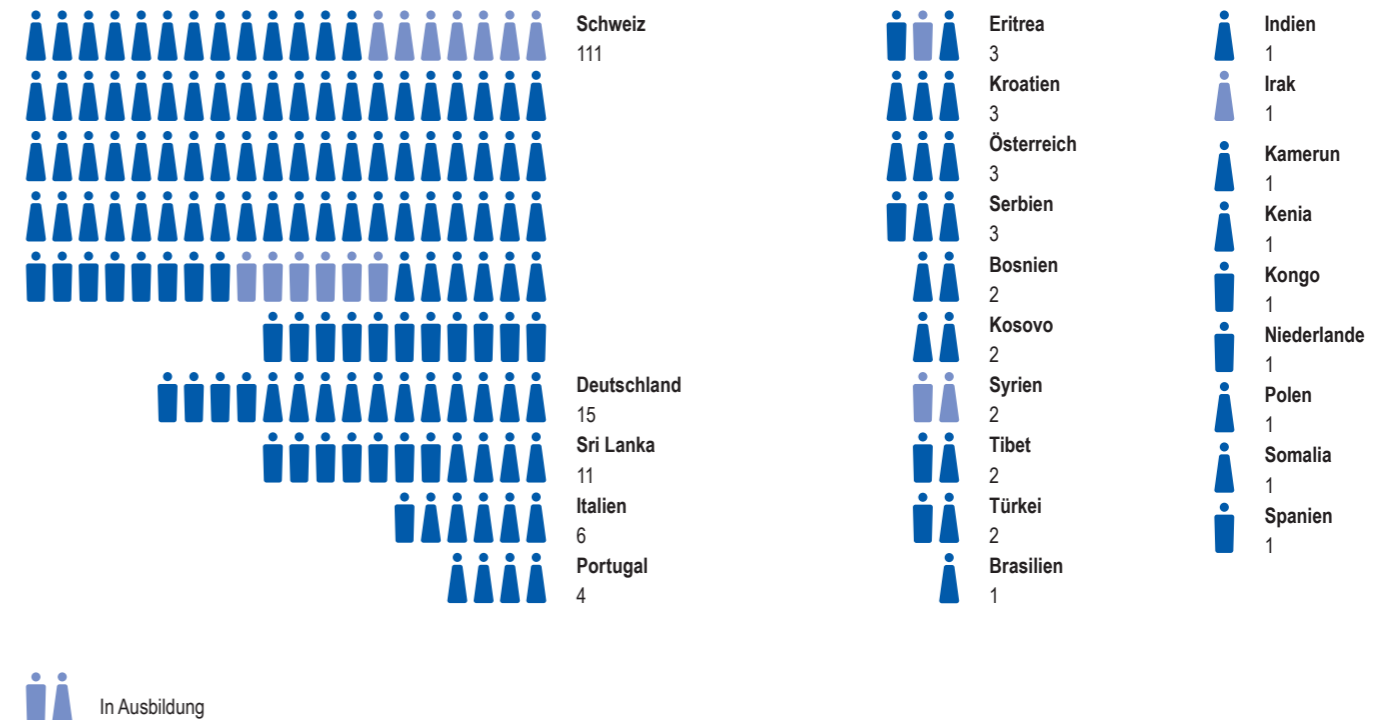 Schweiz
111
Deutschland
15
Sri Lanka
11
Italien
6
Portugal
4
Eritrea
3
Kroatien
3
Österreich
3
Serbien
3
Bosnien
2
Kosovo
2
Syrien
2
Tibet
2
Türkei
2
Brasilien
1
Indien
1
Irak
1
Kamerun
1
Kenia
1
Kongo
1
Niederlande
1
Polen
1
Somalia
1
Spanien
1
In Ausbildung